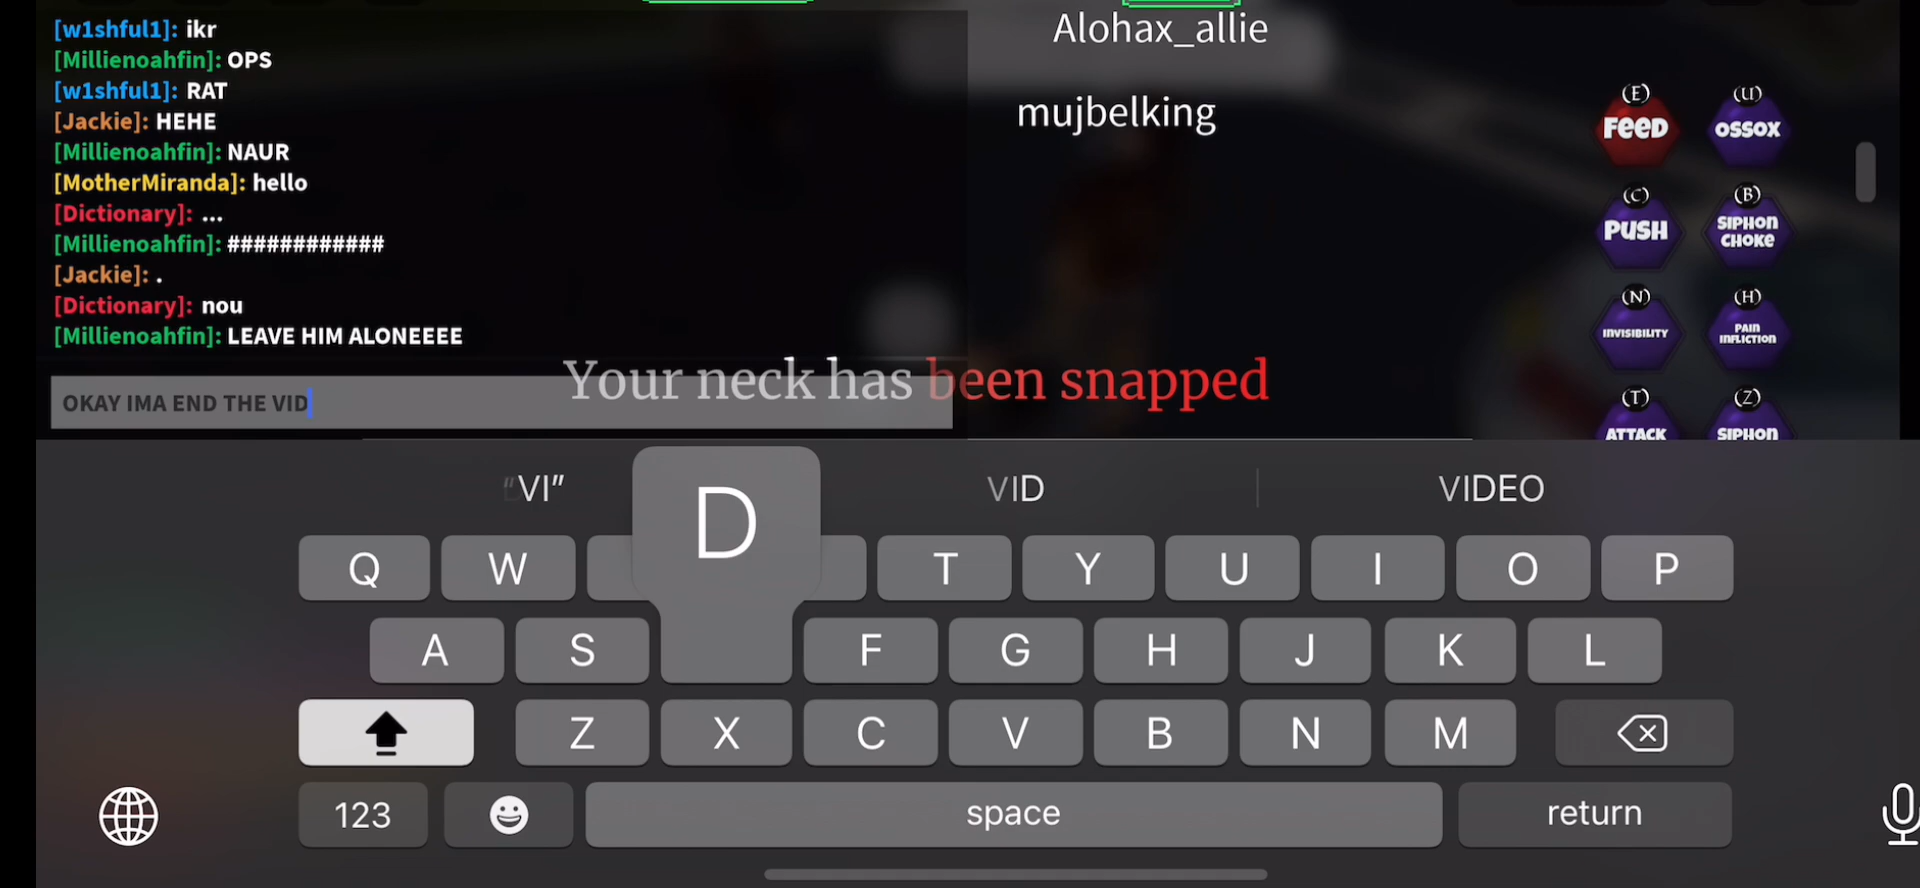 [w1shful1]: ikr
[Millienoahfin]: OPS
[w1shful1]: RAT
[Jackie]: HEHE
[Millienoahfin]: NAUR
[MotherMiranda]: hello
[Dictionary]: ...
[Millienoahfin]: ############
[Jackie]: .
[Dictionary]: nou
[Millienoahfin]: LEAVE HIM ALONEEEE
OKAY IMA END THE VID
Alohax_allie
mujbelking
Your neck has been snapped
(E) (U)
FEED OSSOX
(C) (B)
PUSH SIPHON CHOKE
(N) (H)
INVISIBILITY PAIN INFLICTION
(T) (Z)
ATTACK SIPHON
"VI" VID VIDEO
D
Q W T Y U I O P
A S F G H J K L
Z X C V B N M
123 space return